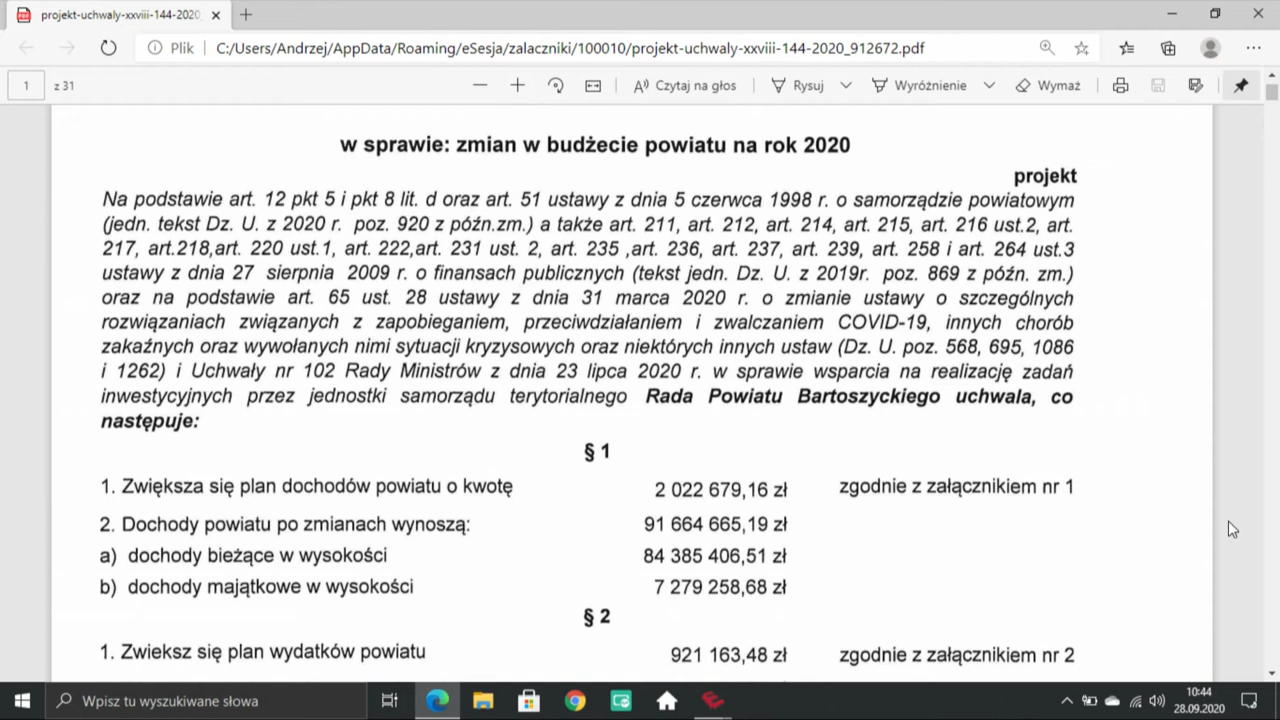 projekt-uchwaly-xxviii-144-2020_
Plik
C:/Users/Andrzej/AppData/Roaming/eSesja/zalaczniki/100010/projekt-uchwaly-xxviii-144-2020_912672.pdf
1 z 31 Czytaj na głos Rysuj Wyróżnienie Wymaż
w sprawie: zmian w budżecie powiatu na rok 2020
projekt
Na podstawie art. 12 pkt 5 i pkt 8 lit. d oraz art. 51 ustawy z dnia 5 czerwca 1998 r. o samorządzie powiatowym
(jedn. tekst Dz. U. z 2020 r. poz. 920 z późn.zm.) a także art. 211, art. 212, art. 214, art. 215, art. 216 ust.2, art.
217, art.218,art. 220 ust.1, art. 222,art. 231 ust. 2, art. 235 ,art. 236, art. 237, art. 239, art. 258 i art. 264 ust.3
ustawy z dnia 27 sierpnia 2009 r. o finansach publicznych (tekst jedn. Dz. U. z 2019r. poz. 869 z późn. zm.)
oraz na podstawie art. 65 ust. 28 ustawy z dnia 31 marca 2020 r. o zmianie ustawy o szczególnych
rozwiązaniach związanych z zapobieganiem, przeciwdziałaniem i zwalczaniem COVID-19, innych chorób
zakaźnych oraz wywołanych nimi sytuacji kryzysowych oraz niektórych innych ustaw (Dz. U. poz. 568, 695, 1086
i 1262) i Uchwały nr 102 Rady Ministrów z dnia 23 lipca 2020 r. w sprawie wsparcia na realizację zadań
inwestycyjnych przez jednostki samorządu terytorialnego Rada Powiatu Bartoszyckiego uchwala, co
następuje:
§ 1
1. Zwiększa się plan dochodów powiatu o kwotę 2 022 679,16 zł zgodnie z załącznikiem nr 1
2. Dochody powiatu po zmianach wynoszą: 91 664 665,19 zł
a) dochody bieżące w wysokości 84 385 406,51 zł
b) dochody majątkowe w wysokości 7 279 258,68 zł
§ 2
1. Zwieksz się plan wydatków powiatu 921 163,48 zł zgodnie z załącznikiem nr 2
Wpisz tu wyszukiwane słowa
10:44
28.09.2020